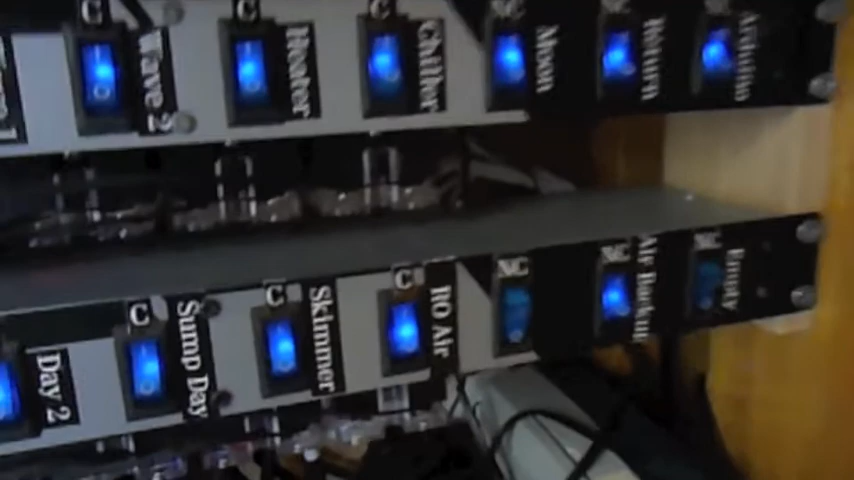 C
Wave 2
C
Heater
C
Chiller
NC
Moon
NC
Return
NC
Arduino
Day 2
C
Sump Day
C
Skimmer
C
RO Air
NC
NC
Air Backup
NC
Empty